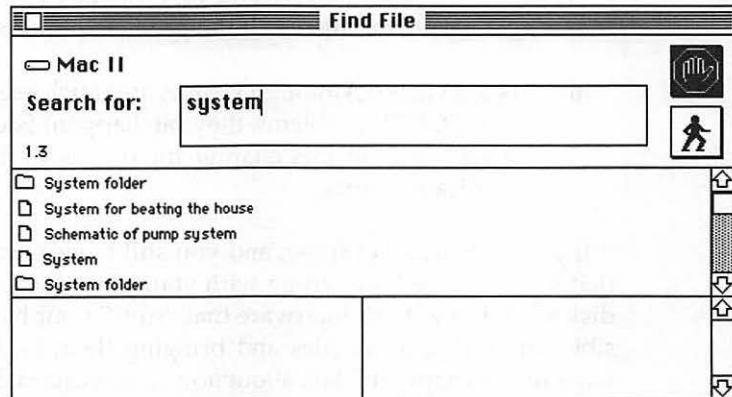 Find File
Mac II
Search for:
system
1.3
System folder
System for beating the house
Schematic of pump system
System
System folder